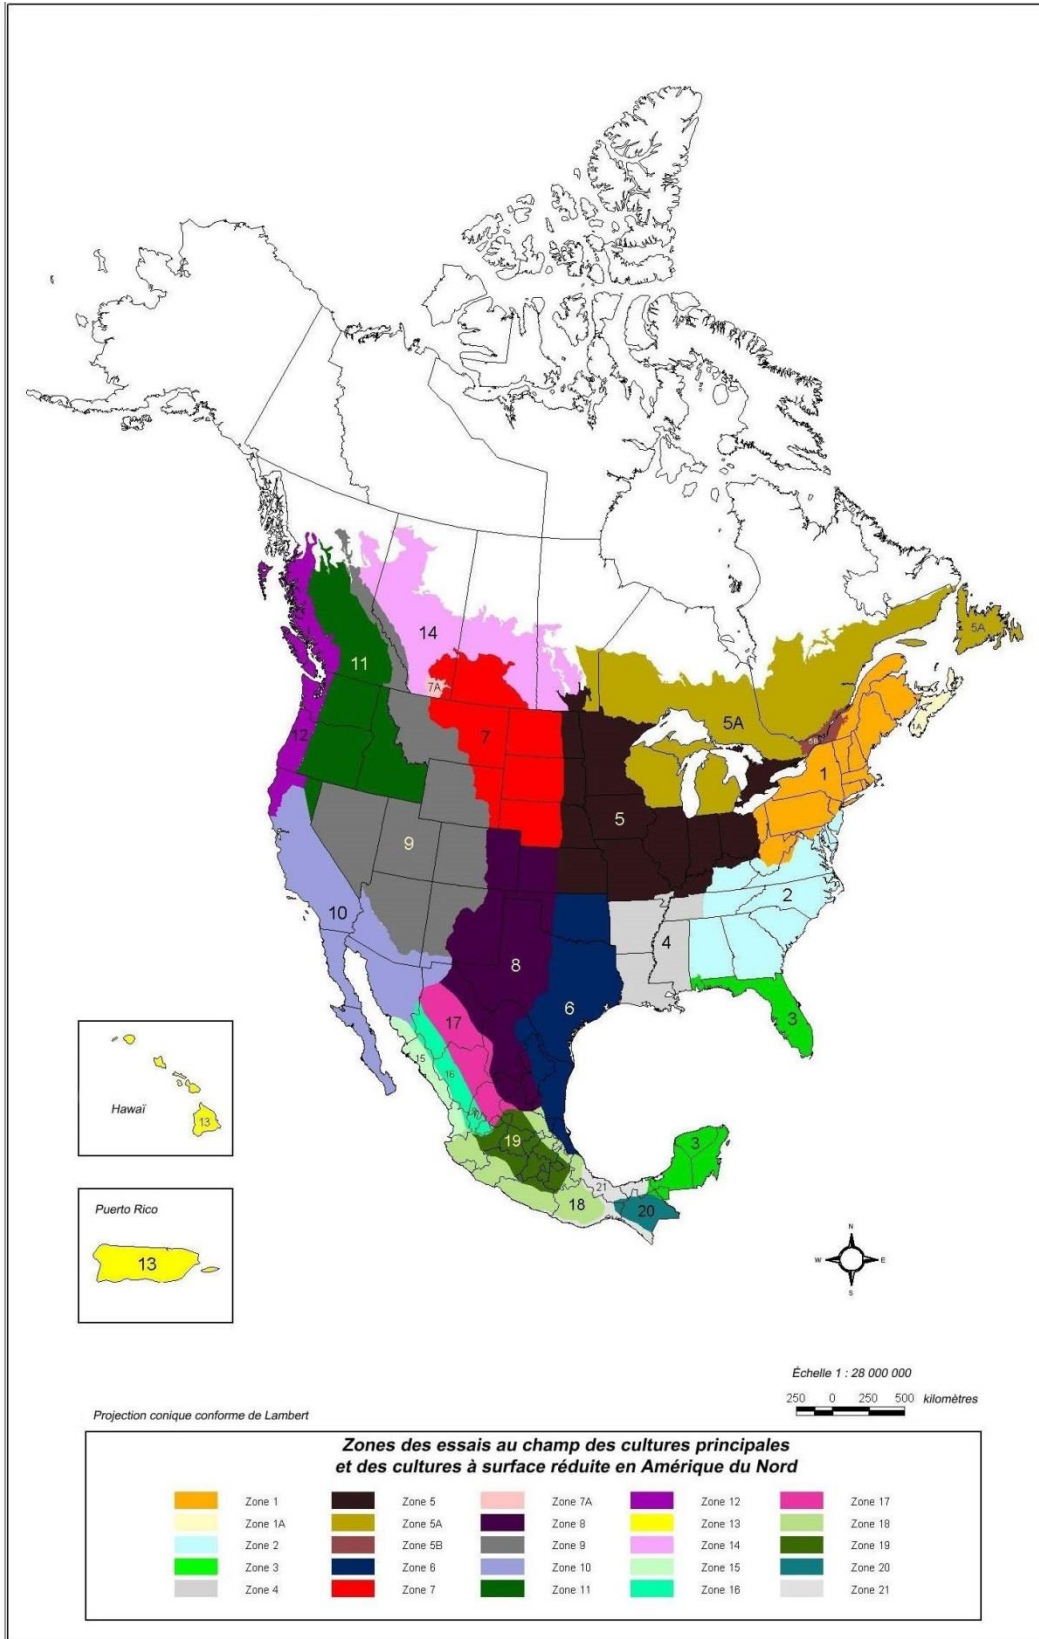 14
11
7A
7
12
5A
5A
5B
1A
1
5
9
2
10
4
8
6
3
17
15
16
Hawaï
13
19
3
21
18
20
Puerto Rico
13
N
W
E
S
Échelle 1 : 28 000 000
250 0 250 500 kilomètres
Projection conique conforme de Lambert
Zones des essais au champ des cultures principales
et des cultures à surface réduite en Amérique du Nord
Zone 1
Zone 1A
Zone 2
Zone 3
Zone 4
Zone 5
Zone 5A
Zone 5B
Zone 6
Zone 7
Zone 7A
Zone 8
Zone 9
Zone 10
Zone 11
Zone 12
Zone 13
Zone 14
Zone 15
Zone 16
Zone 17
Zone 18
Zone 19
Zone 20
Zone 21